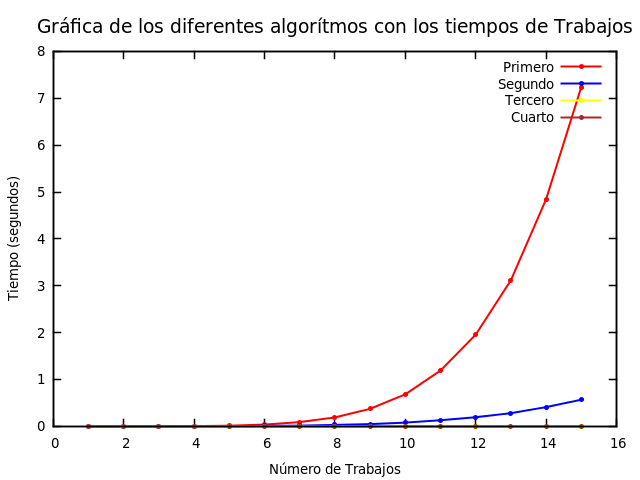 Gráfica de los diferentes algorítmos con los tiempos de Trabajos
8
7
6
5
4
3
2
1
0
Tiempo (segundos)
Primero
Segundo
Tercero
Cuarto
0 2 4 6 8 10 12 14 16
Número de Trabajos